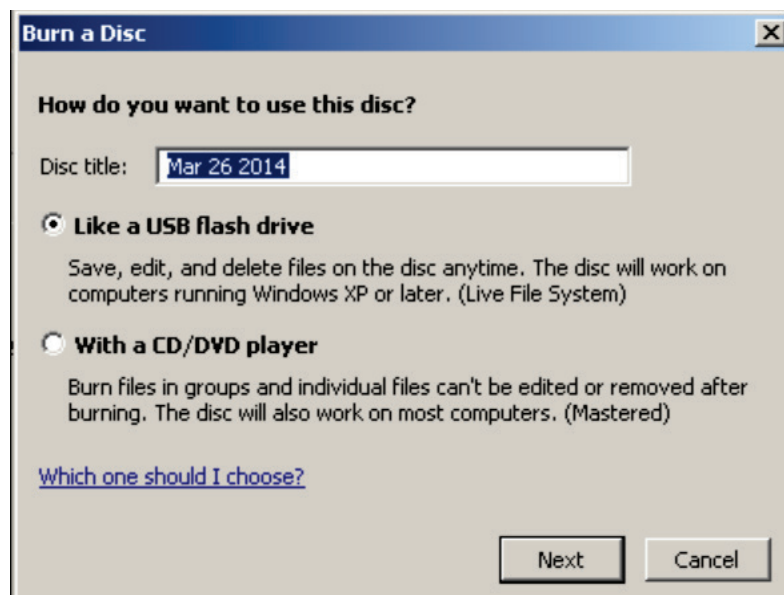 Burn a Disc
How do you want to use this disc?
Disc title: Mar 26 2014
Like a USB flash drive
Save, edit, and delete files on the disc anytime. The disc will work on
computers running Windows XP or later. (Live File System)
With a CD/DVD player
Burn files in groups and individual files can't be edited or removed after
burning. The disc will also work on most computers. (Mastered)
Which one should I choose?
Next Cancel